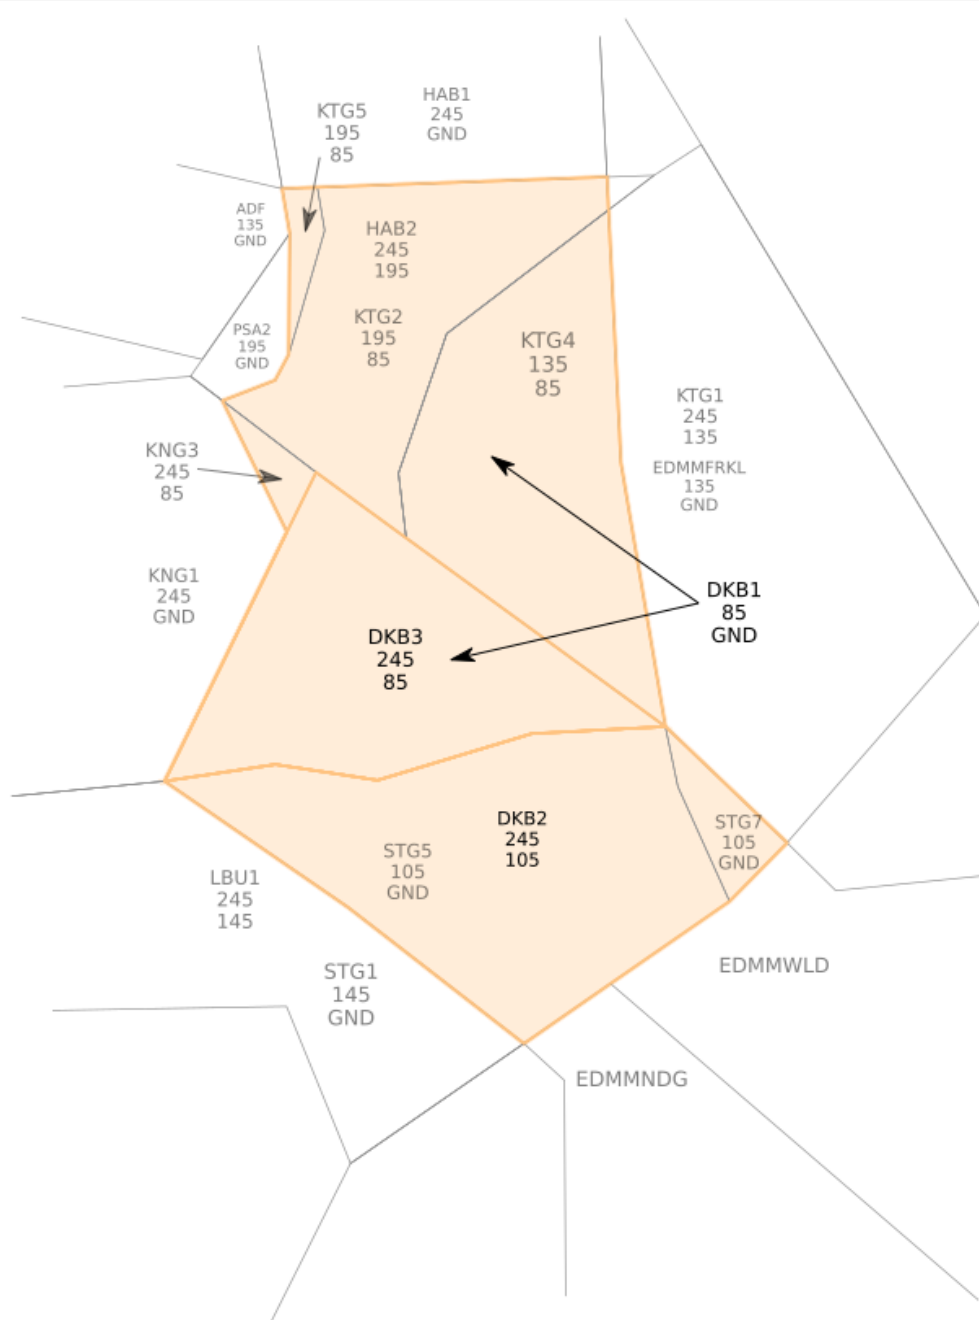 HAB1
245
GND
KTG5
195
85
ADF
135
GND
HAB2
245
195
KTG2
195
85
PSA2
195
GND
KTG4
135
85
KTG1
245
135
EDMMFRKL
135
GND
KNG3
245
85
KNG1
245
GND
DKB1
85
GND
DKB3
245
85
DKB2
245
105
STG7
105
GND
STG5
105
GND
LBU1
245
145
STG1
145
GND
EDMMWLD
EDMMNDG